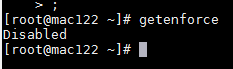 > ;
[root@mac122 ~]# getenforce
Disabled
[root@mac122 ~]#